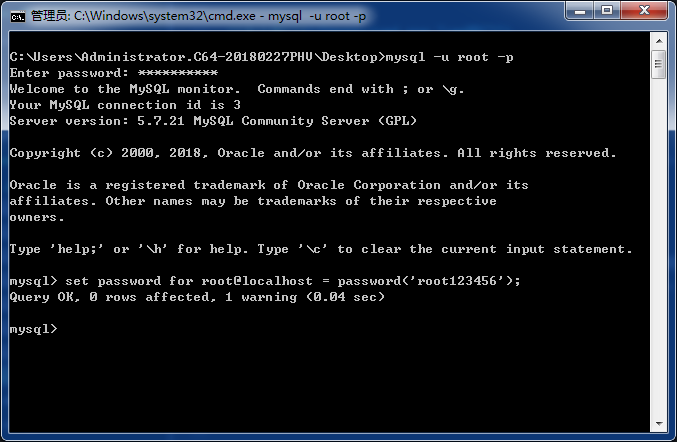 管理员: C:\Windows\system32\cmd.exe - mysql  -u root -p
C:\Users\Administrator.C64-20180227PHV\Desktop>mysql -u root -p
Enter password: **********
Welcome to the MySQL monitor.  Commands end with ; or \g.
Your MySQL connection id is 3
Server version: 5.7.21 MySQL Community Server (GPL)
Copyright (c) 2000, 2018, Oracle and/or its affiliates. All rights reserved.
Oracle is a registered trademark of Oracle Corporation and/or its
affiliates. Other names may be trademarks of their respective
owners.
Type 'help;' or '\h' for help. Type '\c' to clear the current input statement.
mysql> set password for root@localhost = password('root123456');
Query OK, 0 rows affected, 1 warning (0.04 sec)
mysql>